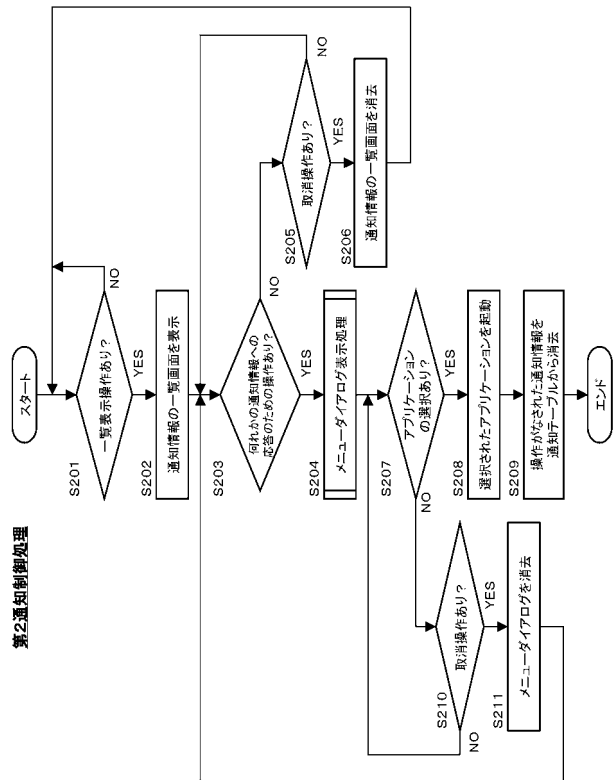 第2通知制御処理
スタート
S201
一覧表示操作あり?
NO
YES
S202
通知情報の一覧画面を表示
S203
何れかの通知情報への
応答のための操作あり?
NO
YES
S205
取消操作あり?
NO
YES
S206
通知情報の一覧画面を消去
S204
メニューダイアログ表示処理
S207
アプリケーション
の選択あり?
NO
YES
S208
選択されたアプリケーションを起動
S209
操作がなされた通知情報を
通知テーブルから消去
エンド
S210
取消操作あり?
NO
YES
S211
メニューダイアログを消去